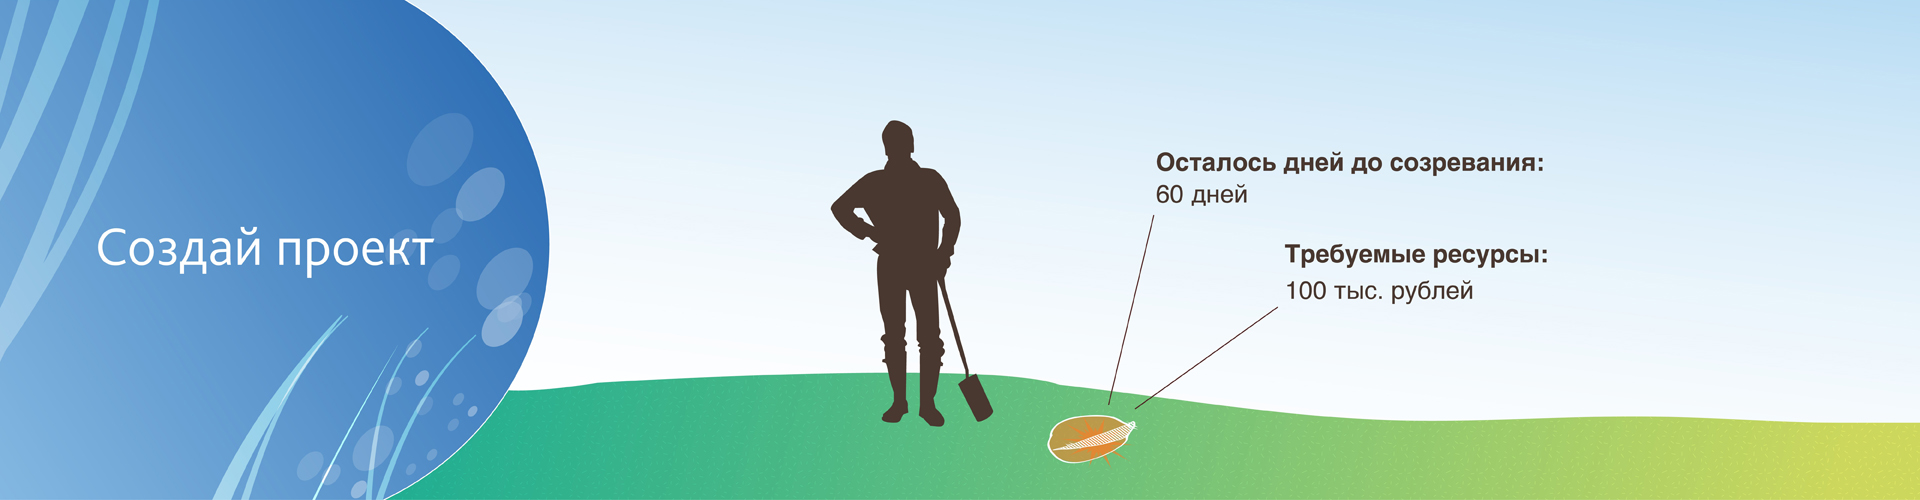 Создай проект
Осталось дней до созревания:
60 дней
Требуемые ресурсы:
100 тыс. рублей